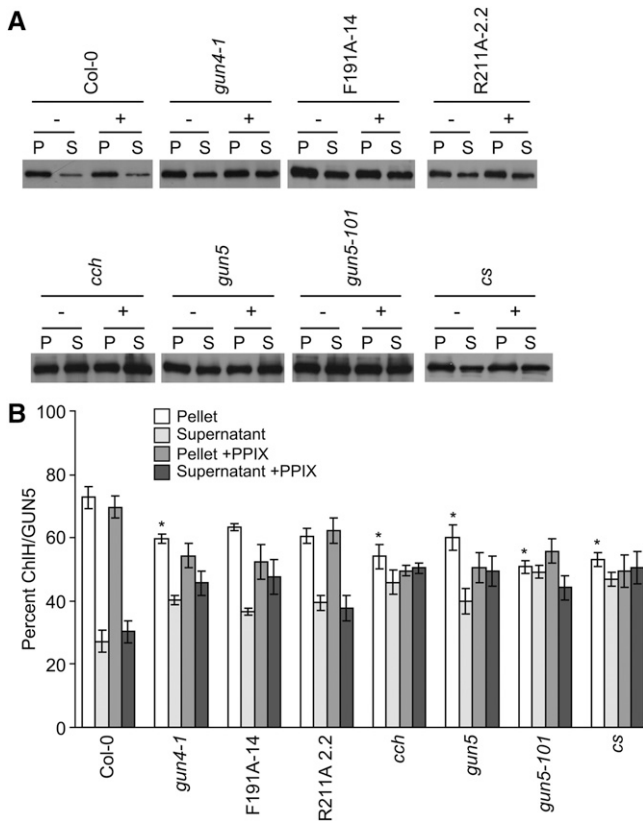 A
Col-0 gun4-1 F191A-14 R211A-2.2
- + - + - + - +
P S P S P S P S P S P S P S P S
cch gun5 gun5-101 cs
- + - + - + - +
P S P S P S P S P S P S P S P S
B
100
80
60
40
20
0
Percent ChlH/GUN5
Pellet
Supernatant
Pellet +PPIX
Supernatant +PPIX
* * * * *
Col-0 gun4-1 F191A-14 R211A 2.2 cch gun5 gun5-101 cs